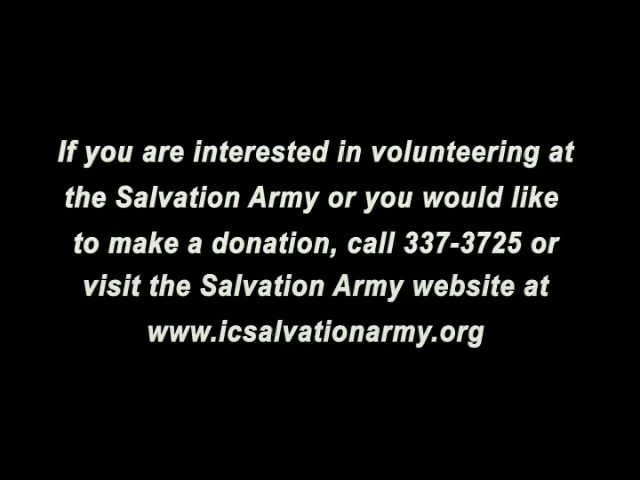 If you are interested in volunteering at
the Salvation Army or you would like
to make a donation, call 337-3725 or
visit the Salvation Army website at
www.icsalvationarmy.org